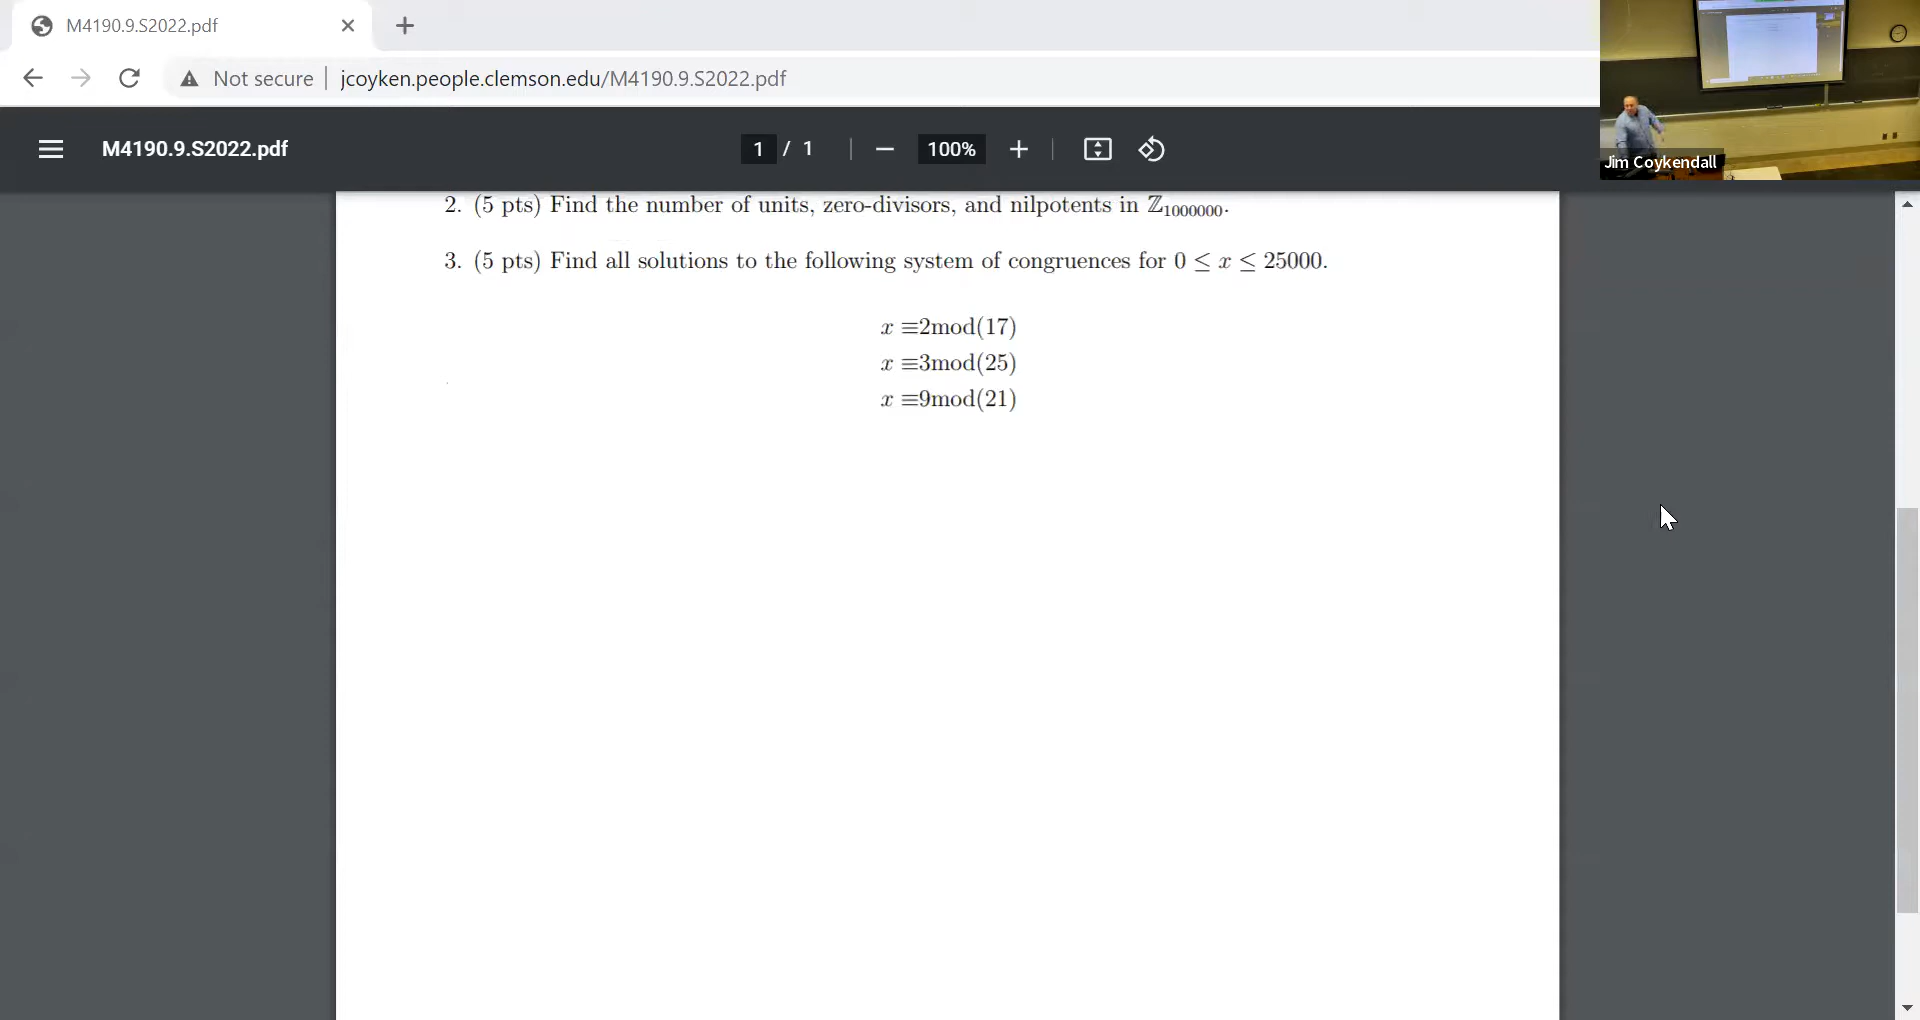 M4190.9.S2022.pdf
Not secure | jcoyken.people.clemson.edu/M4190.9.S2022.pdf
M4190.9.S2022.pdf
1 / 1
100%
Jim Coykendall
2. (5 pts) Find the number of units, zero-divisors, and nilpotents in ℤ₁₀₀₀₀₀₀.
3. (5 pts) Find all solutions to the following system of congruences for 0 ≤ x ≤ 25000.
x ≡2mod(17)
x ≡3mod(25)
x ≡9mod(21)